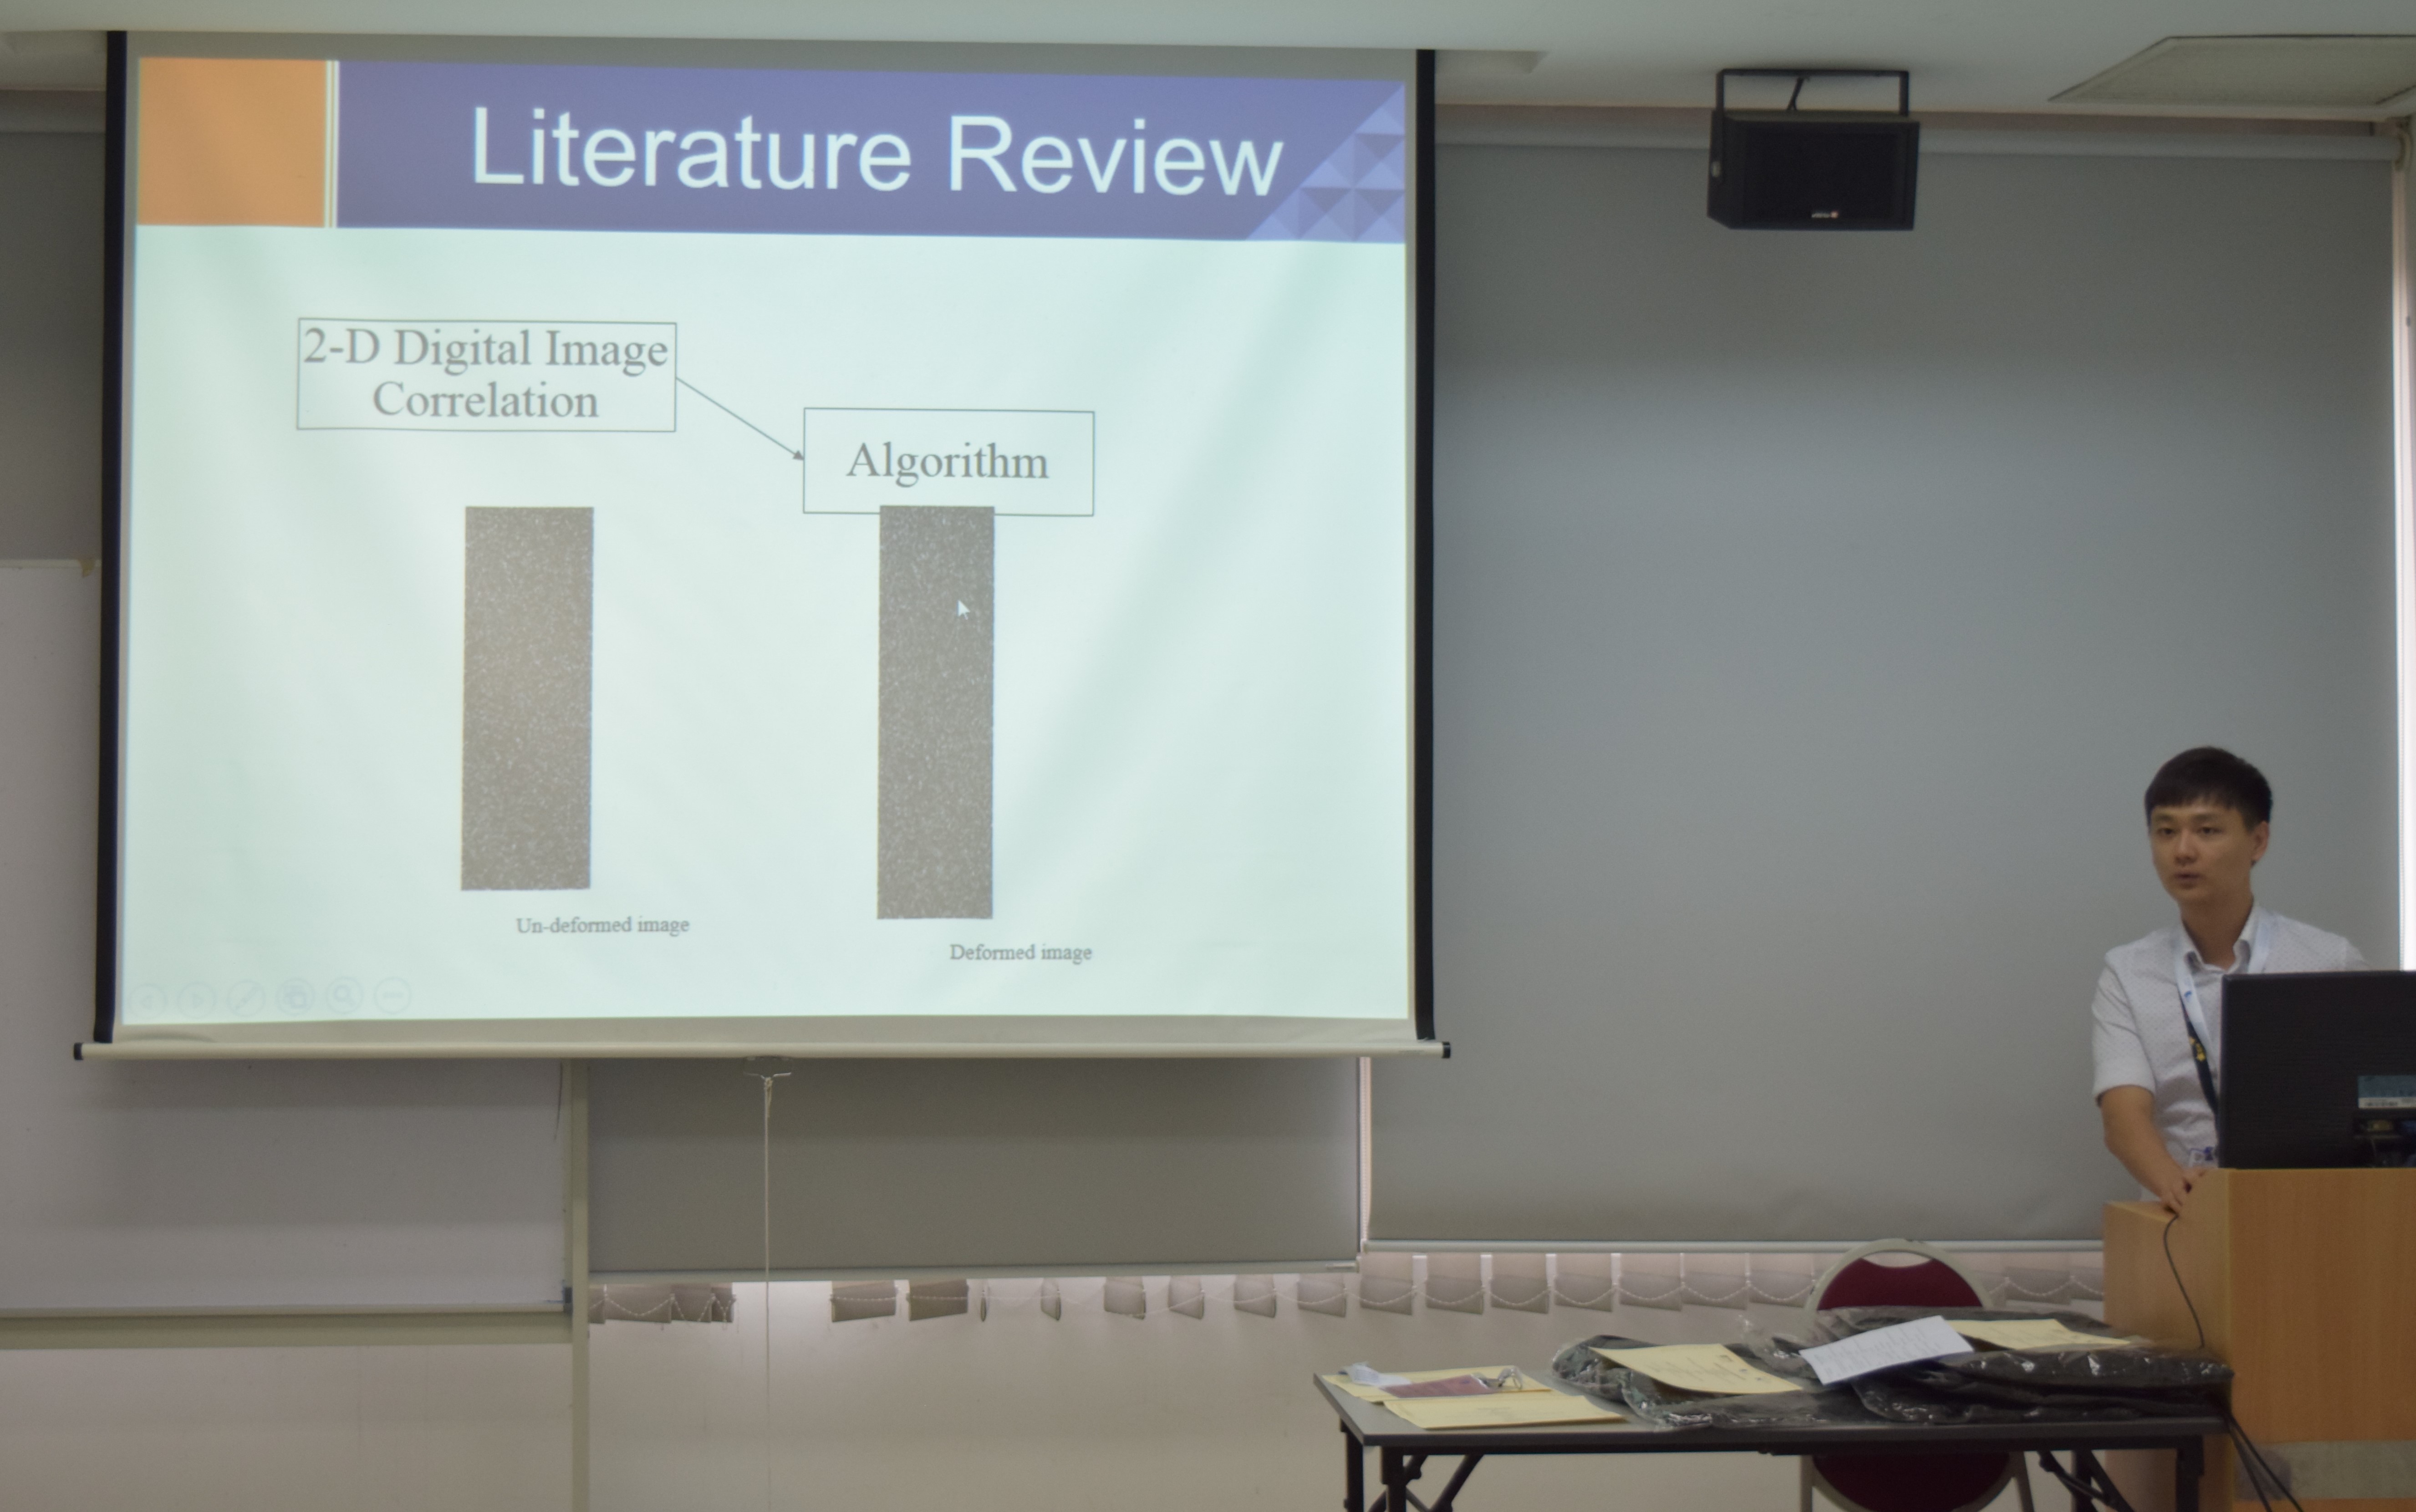 Literature Review
2-D Digital Image
Correlation
Algorithm
Un-deformed image
Deformed image